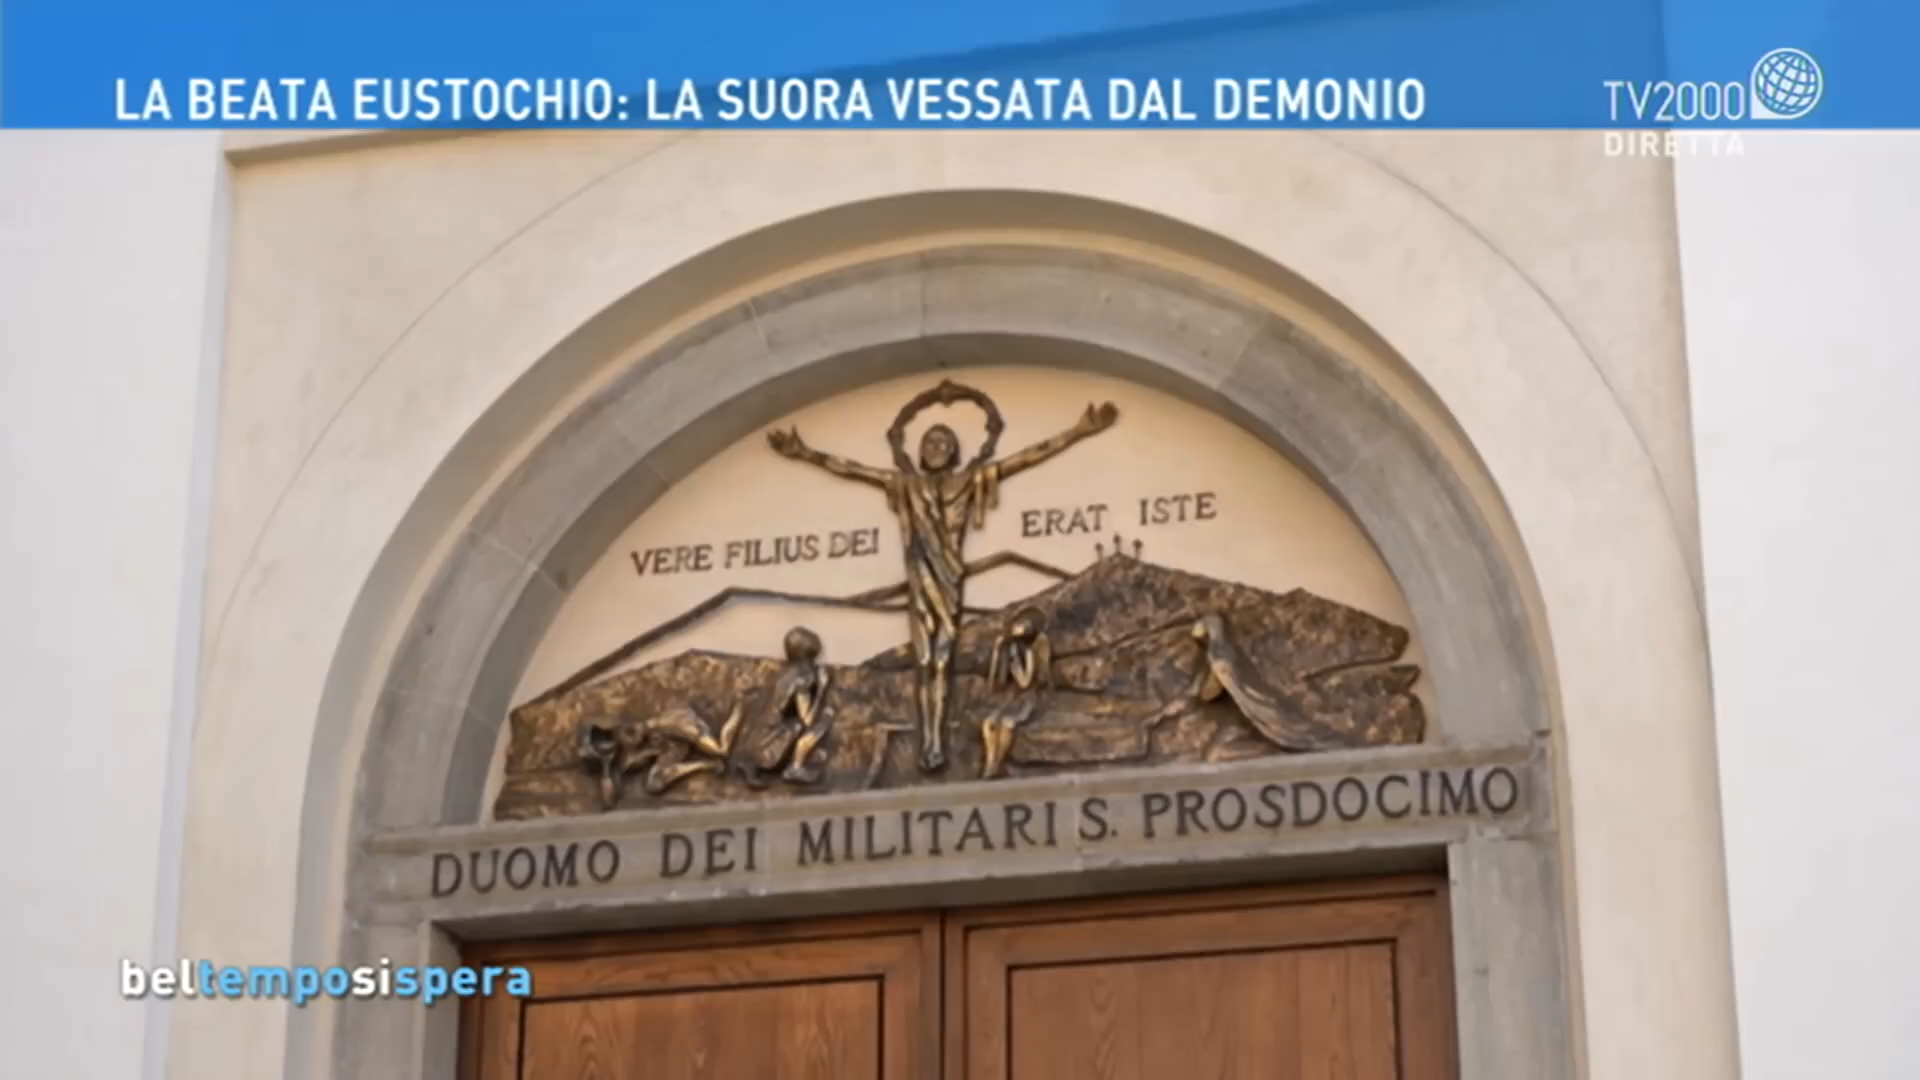 LA BEATA EUSTOCHIO: LA SUORA VESSATA DAL DEMONIO
TV2000
DIRETTA
VERE FILIUS DEI ERAT ISTE
DUOMO DEI MILITARI S. PROSDOCIMO
beltemposispera